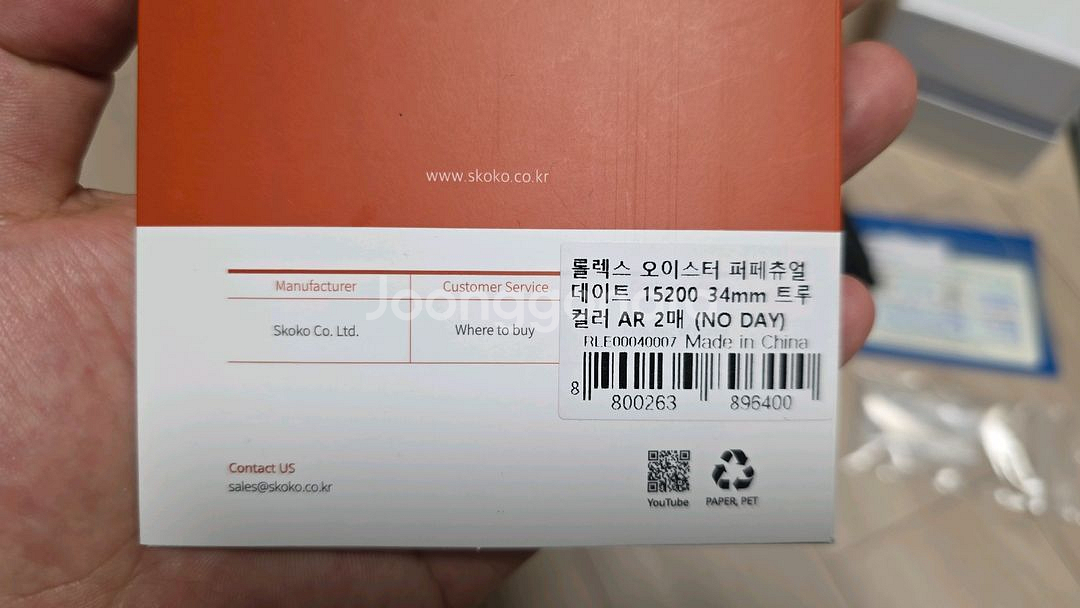 www.skoko.co.kr
Manufacturer
Customer Service
Skoko Co. Ltd.
Where to buy
롤렉스 오이스터 퍼페츄얼
데이트 15200 34mm 트루
컬러 AR 2매 (NO DAY)
RLE00040007 Made in China
8 800263 896400
Contact US
sales@skoko.co.kr
YouTube
PAPER, PET